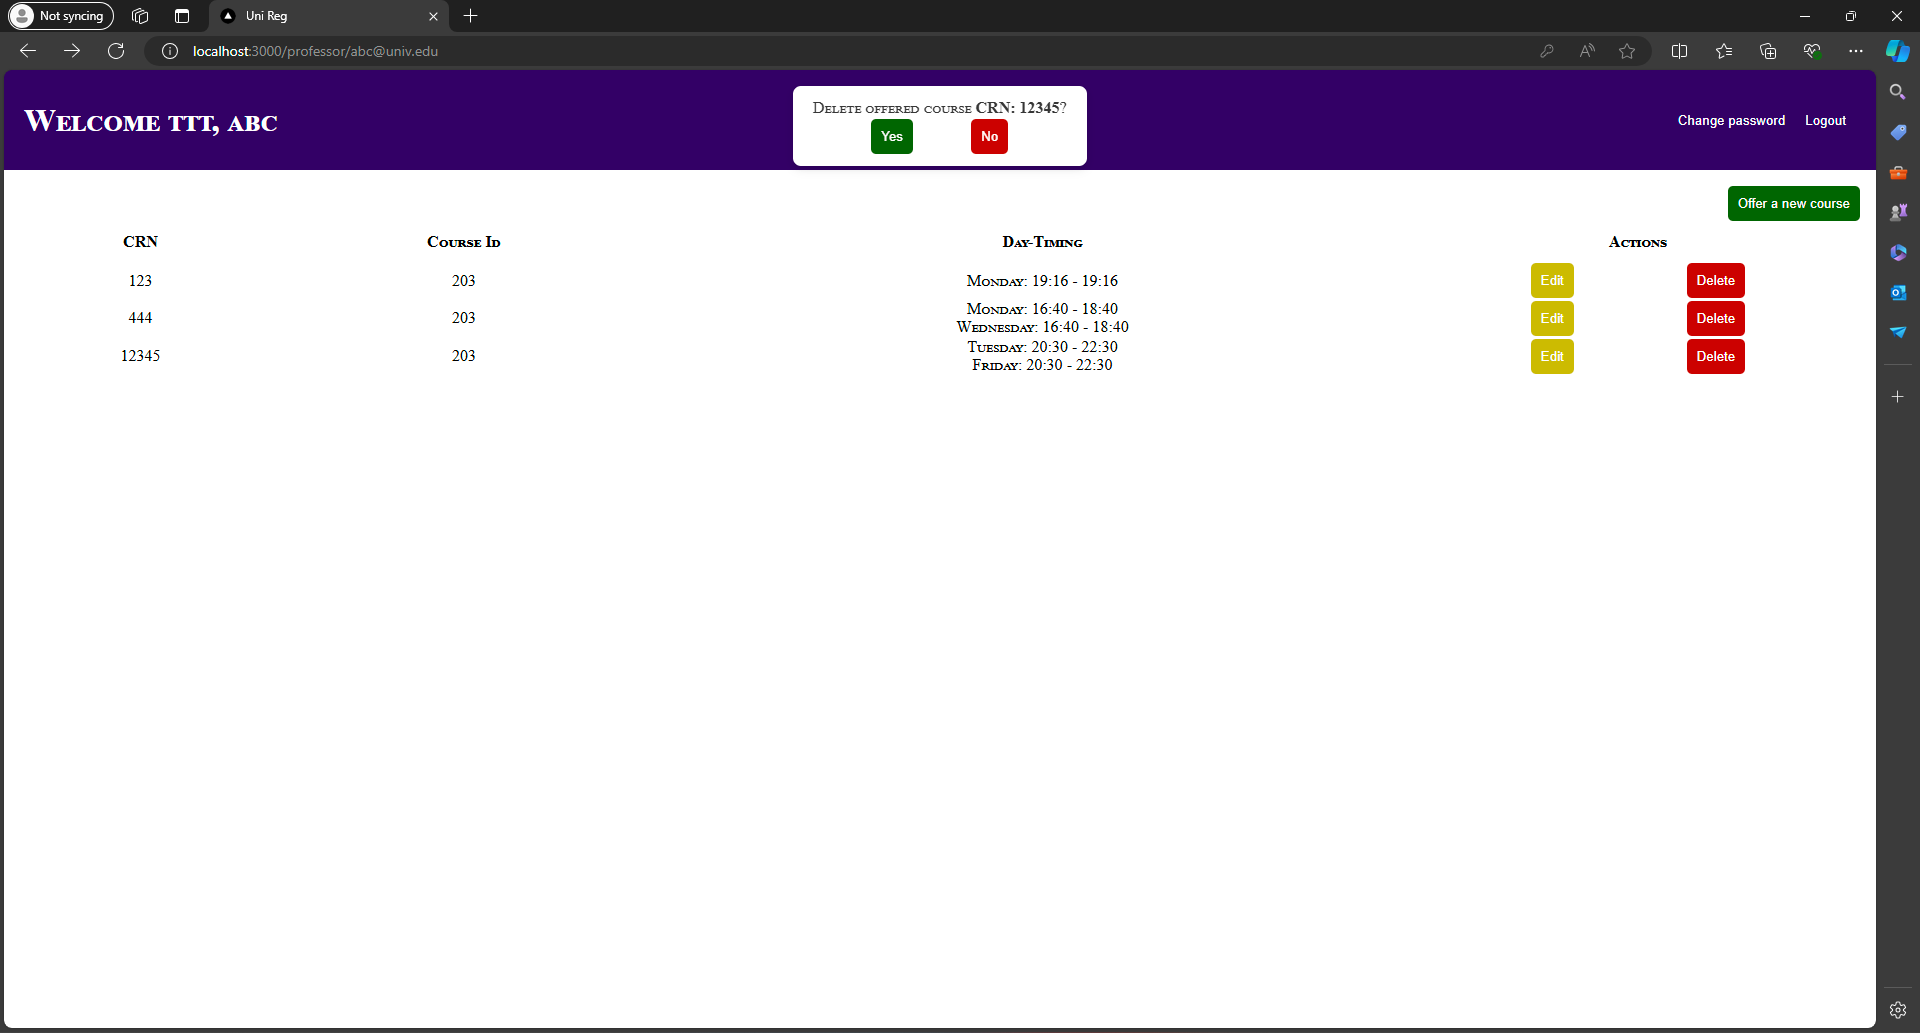 Not syncing
Uni Reg
localhost:3000/professor/abc@univ.edu
Welcome ttt, abc
Delete offered course CRN: 12345?
Yes No
Change password Logout
Offer a new course
CRN Course Id Day-Timing Actions
123 203 Monday: 19:16 - 19:16 Edit Delete
444 203 Monday: 16:40 - 18:40 Edit Delete
Wednesday: 16:40 - 18:40
12345 203 Tuesday: 20:30 - 22:30 Edit Delete
Friday: 20:30 - 22:30